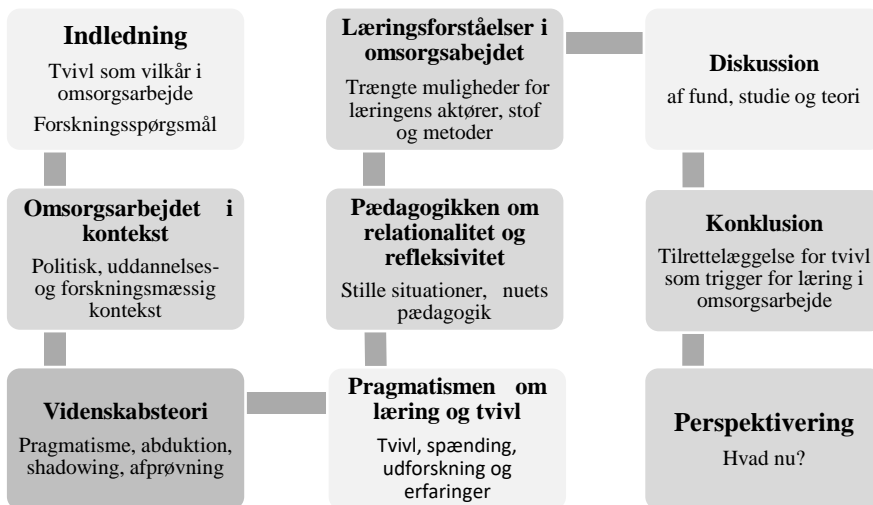 Indledning
Tvivl som vilkår i
omsorgsarbejde
Forskningsspørgsmål
Omsorgsarbejdet i
kontekst
Politisk, uddannelses-
og forskningsmæssig
kontekst
Videnskabsteori
Pragmatisme, abduktion,
shadowing, afprøvning
Pragmatismen om
læring og tvivl
Tvivl, spænding,
udforskning og
erfaringer
Pædagogikken om
relationalitet og
refleksivitet
Stille situationer, nuets
pædagogik
Læringsforståelser i
omsorgsabejdet
Trængte muligheder for
læringens aktører, stof
og metoder
Diskussion
af fund, studie og teori
Konklusion
Tilrettelæggelse for tvivl
som trigger for læring i
omsorgsarbejde
Perspektivering
Hvad nu?